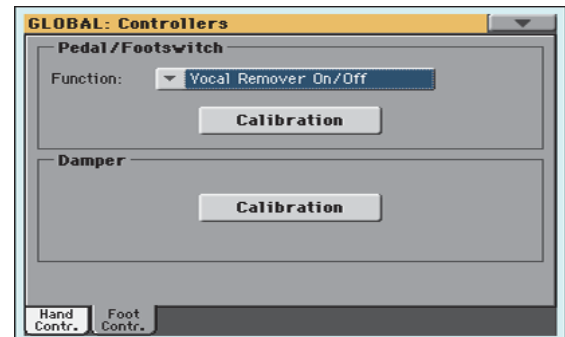 GLOBAL: Controllers
Pedal/Footswitch
Function: Vocal Remover On/Off
Calibration
Damper
Calibration
Hand Contr. Foot Contr.